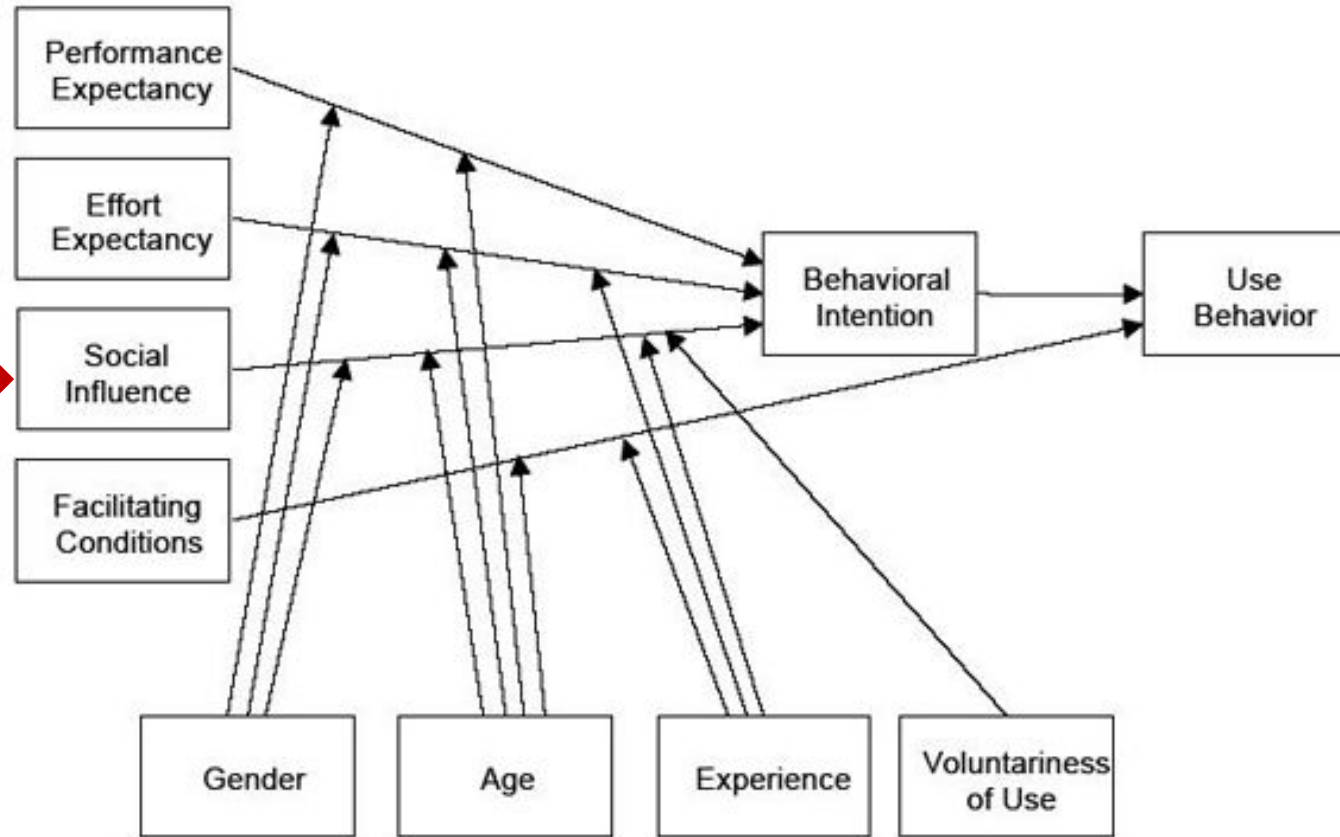 Performance
Expectancy
Effort
Expectancy
Social
Influence
Facilitating
Conditions
Behavioral
Intention
Use
Behavior
Gender
Age
Experience
Voluntariness
of Use